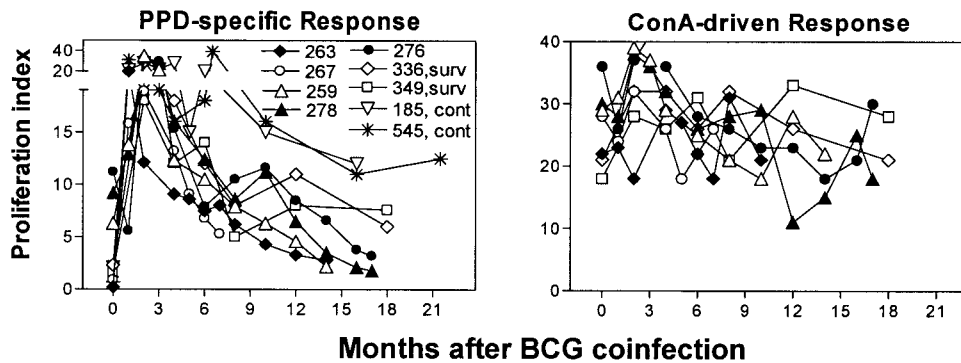 PPD-specific Response
ConA-driven Response
Proliferation index
40
20
15
10
5
0
263
267
259
278
276
336,surv
349,surv
185, cont
545, cont
0 3 6 9 12 15 18 21
40
30
20
10
0
0 3 6 9 12 15 18 21
Months after BCG coinfection